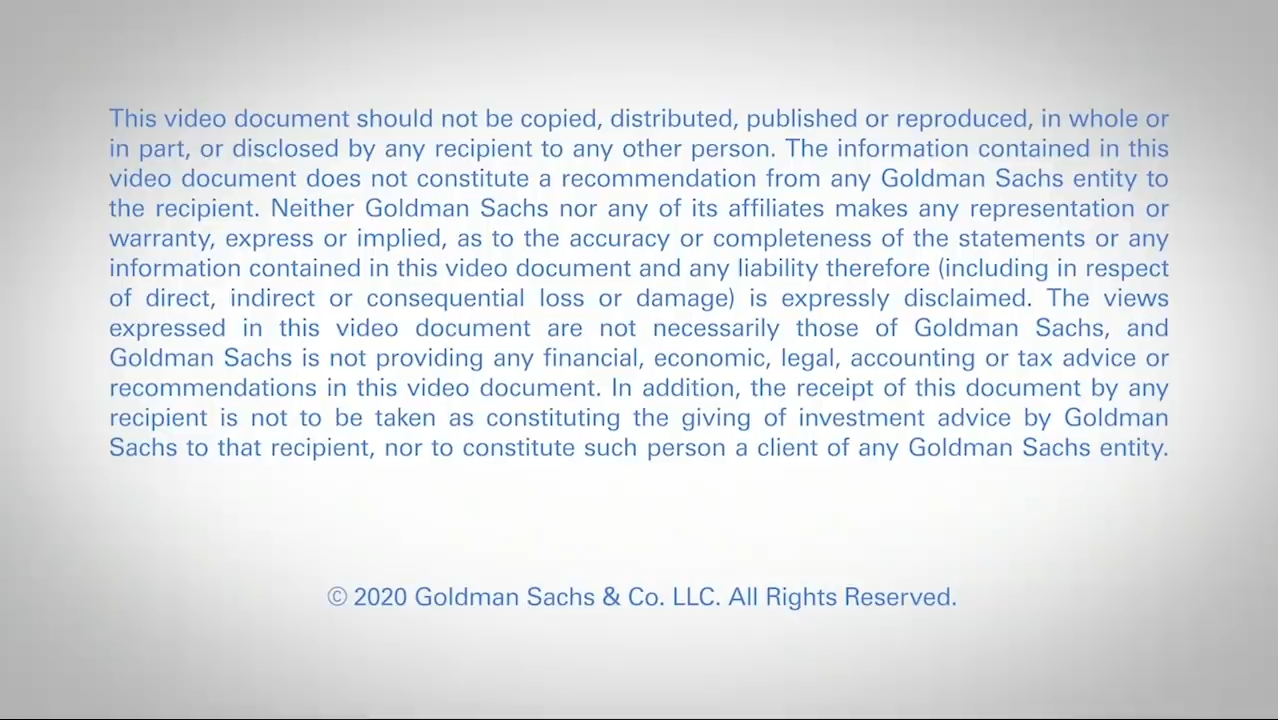 This video document should not be copied, distributed, published or reproduced, in whole or
in part, or disclosed by any recipient to any other person. The information contained in this
video document does not constitute a recommendation from any Goldman Sachs entity to
the recipient. Neither Goldman Sachs nor any of its affiliates makes any representation or
warranty, express or implied, as to the accuracy or completeness of the statements or any
information contained in this video document and any liability therefore (including in respect
of direct, indirect or consequential loss or damage) is expressly disclaimed. The views
expressed in this video document are not necessarily those of Goldman Sachs, and
Goldman Sachs is not providing any financial, economic, legal, accounting or tax advice or
recommendations in this video document. In addition, the receipt of this document by any
recipient is not to be taken as constituting the giving of investment advice by Goldman
Sachs to that recipient, nor to constitute such person a client of any Goldman Sachs entity.
© 2020 Goldman Sachs & Co. LLC. All Rights Reserved.